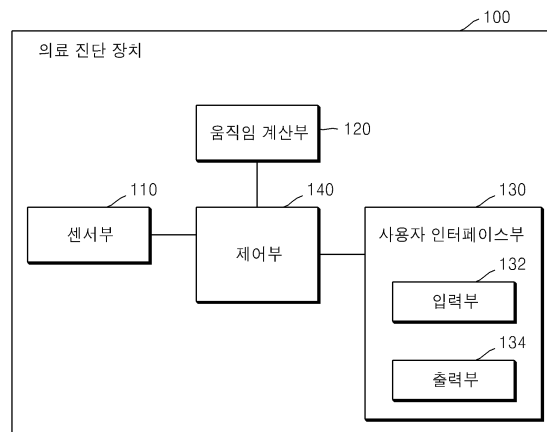 100
의료 진단 장치
움직임 계산부
120
110
센서부
140
제어부
130
사용자 인터페이스부
132
입력부
134
출력부